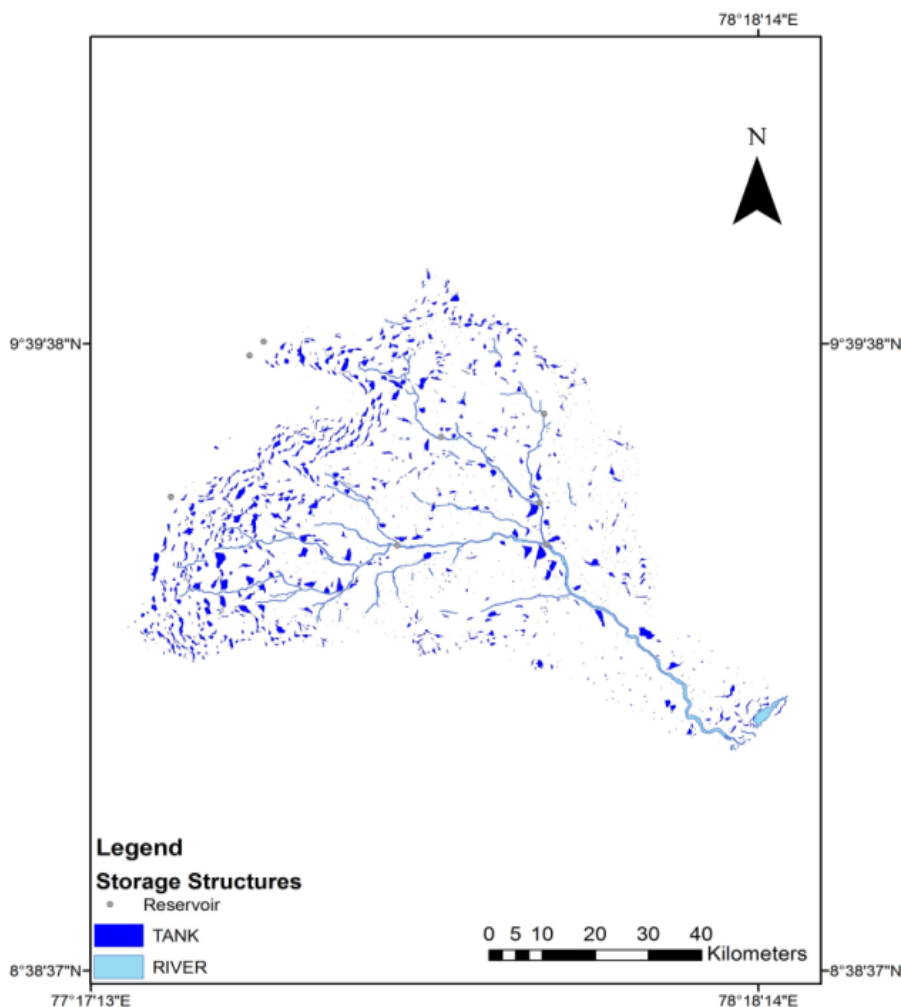 78°18'14"E
N
9°39'38"N 9°39'38"N
Legend
Storage Structures
Reservoir
TANK
RIVER
0 5 10 20 30 40
Kilometers
8°38'37"N 8°38'37"N
77°17'13"E 78°18'14"E